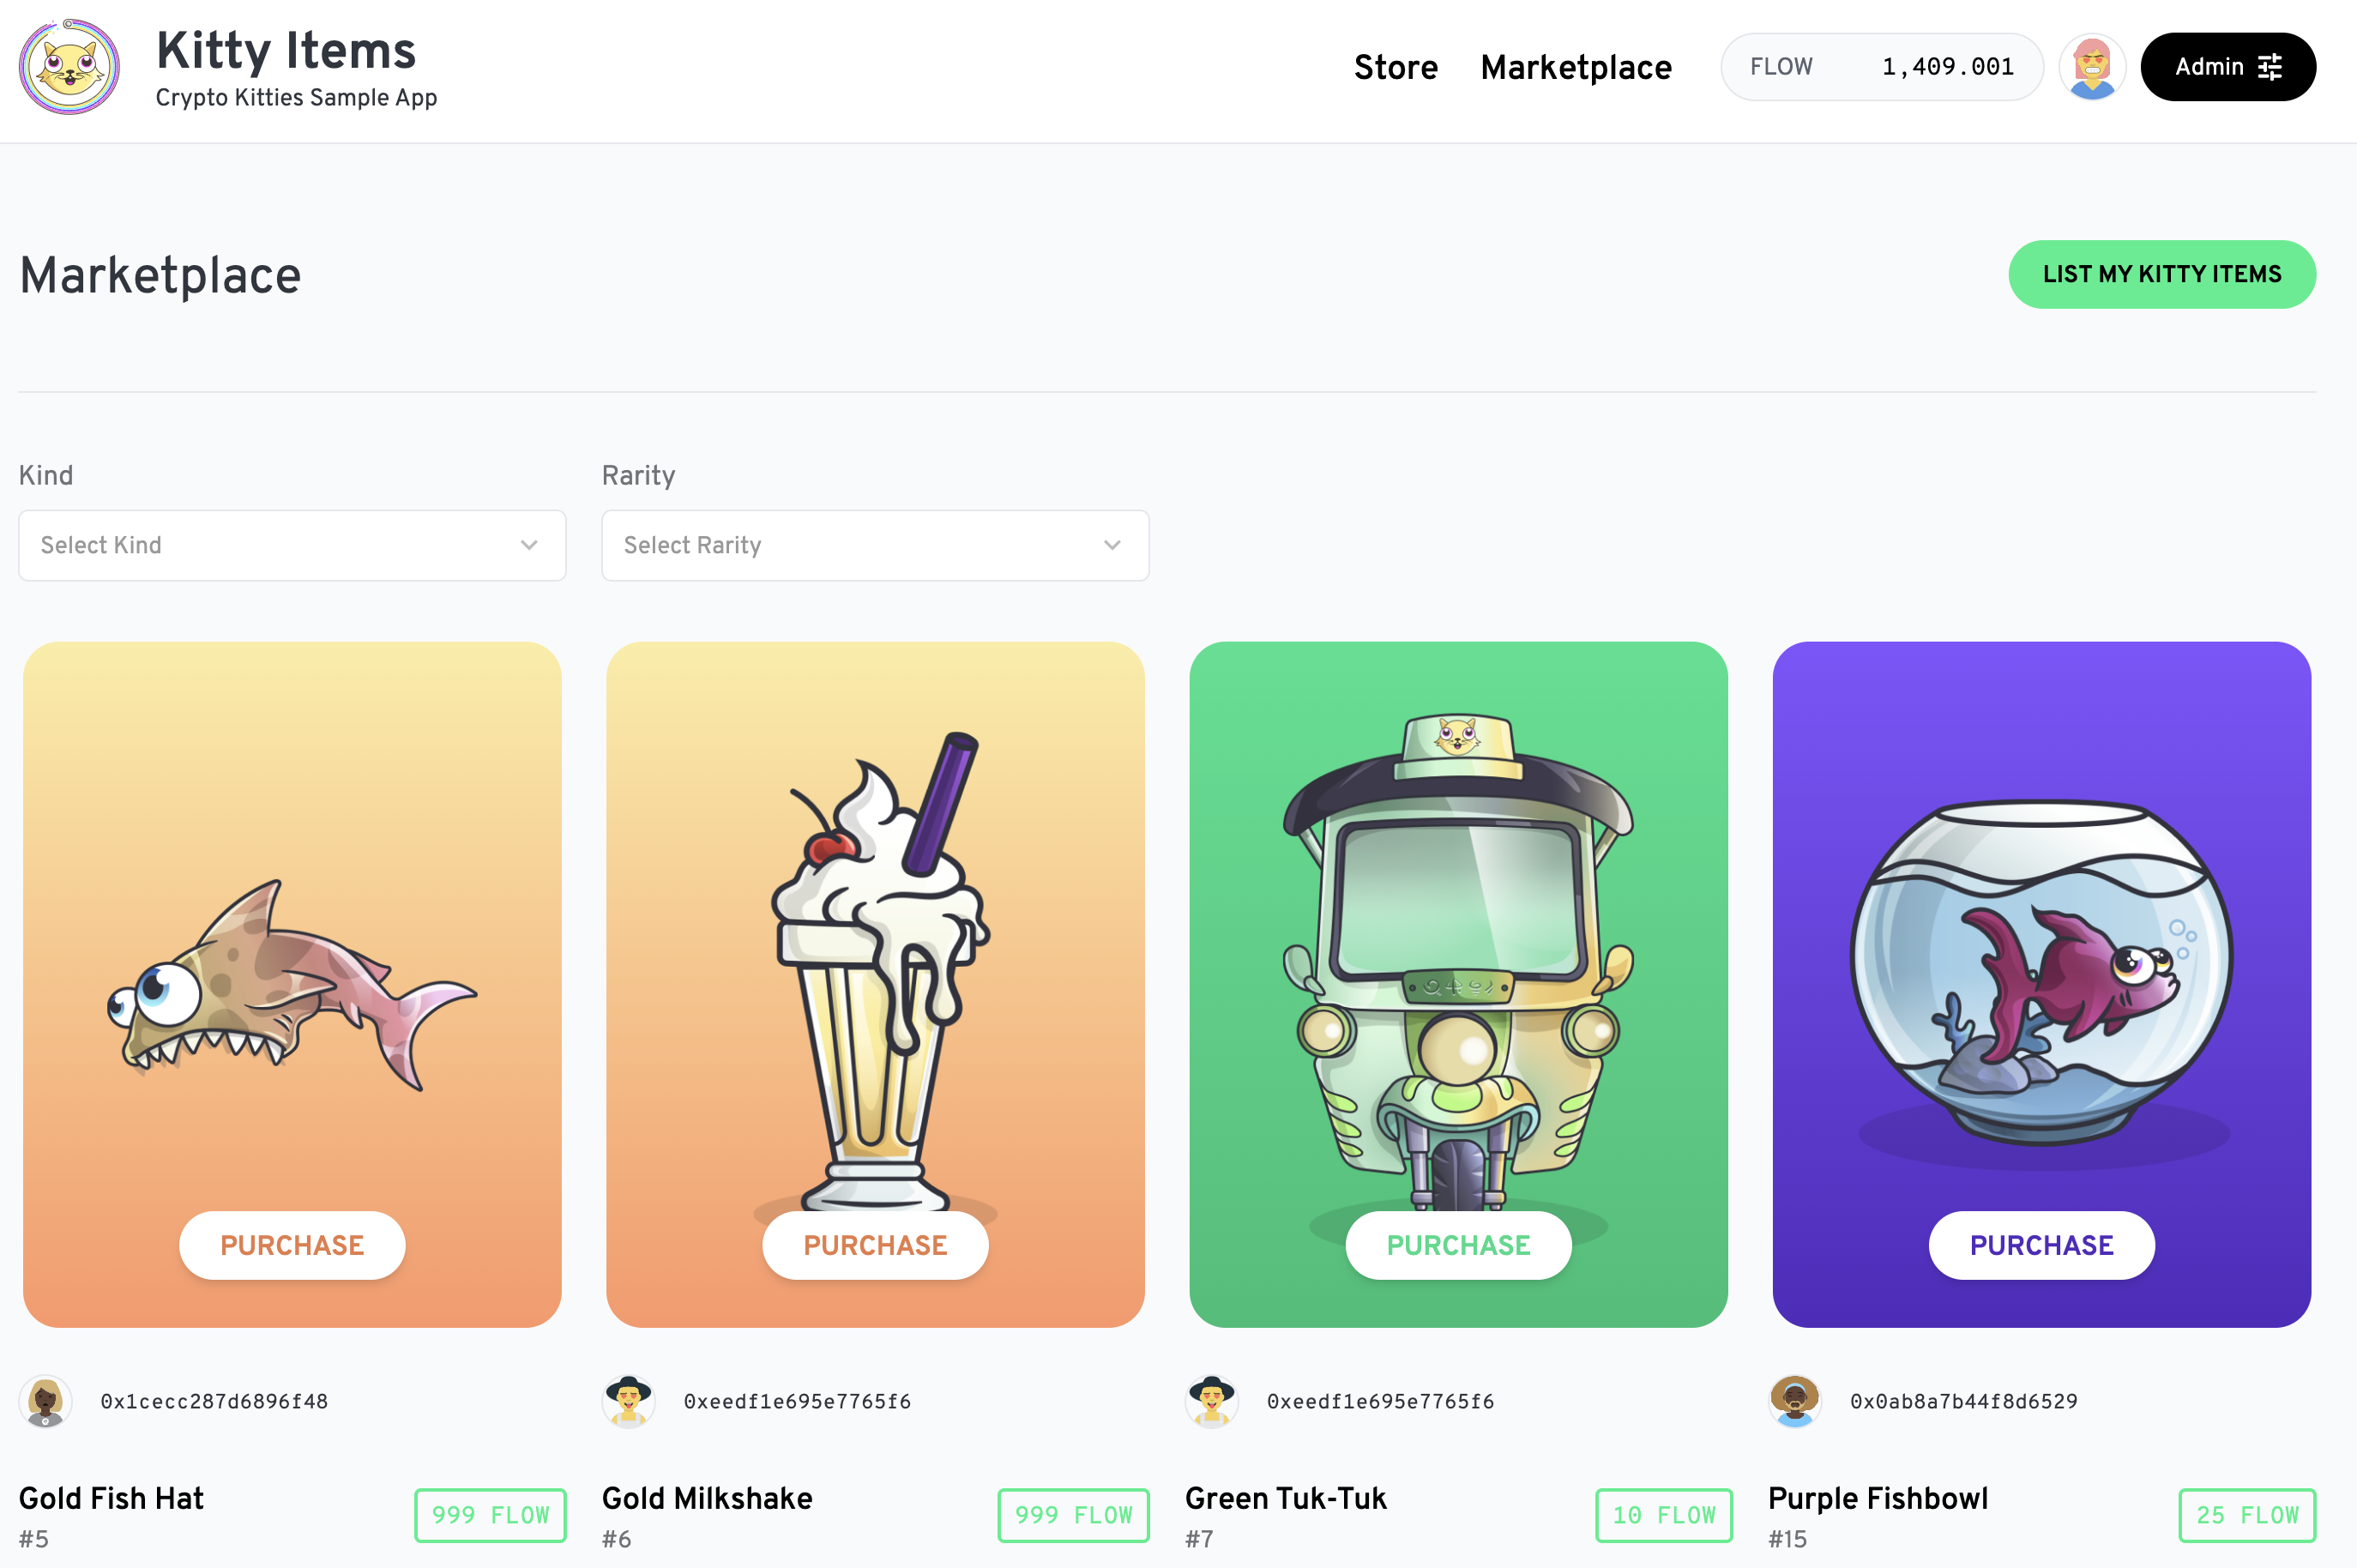 Kitty Items
Crypto Kitties Sample App
Store
Marketplace
FLOW 1,409.001
Admin
Marketplace
LIST MY KITTY ITEMS
Kind
Rarity
Select Kind
Select Rarity
PURCHASE
PURCHASE
PURCHASE
PURCHASE
0x1cecc287d6896f48
0xeedf1e695e7765f6
0xeedf1e695e7765f6
0x0ab8a7b44f8d6529
Gold Fish Hat
#5
999 FLOW
Gold Milkshake
#6
999 FLOW
Green Tuk-Tuk
#7
10 FLOW
Purple Fishbowl
#15
25 FLOW